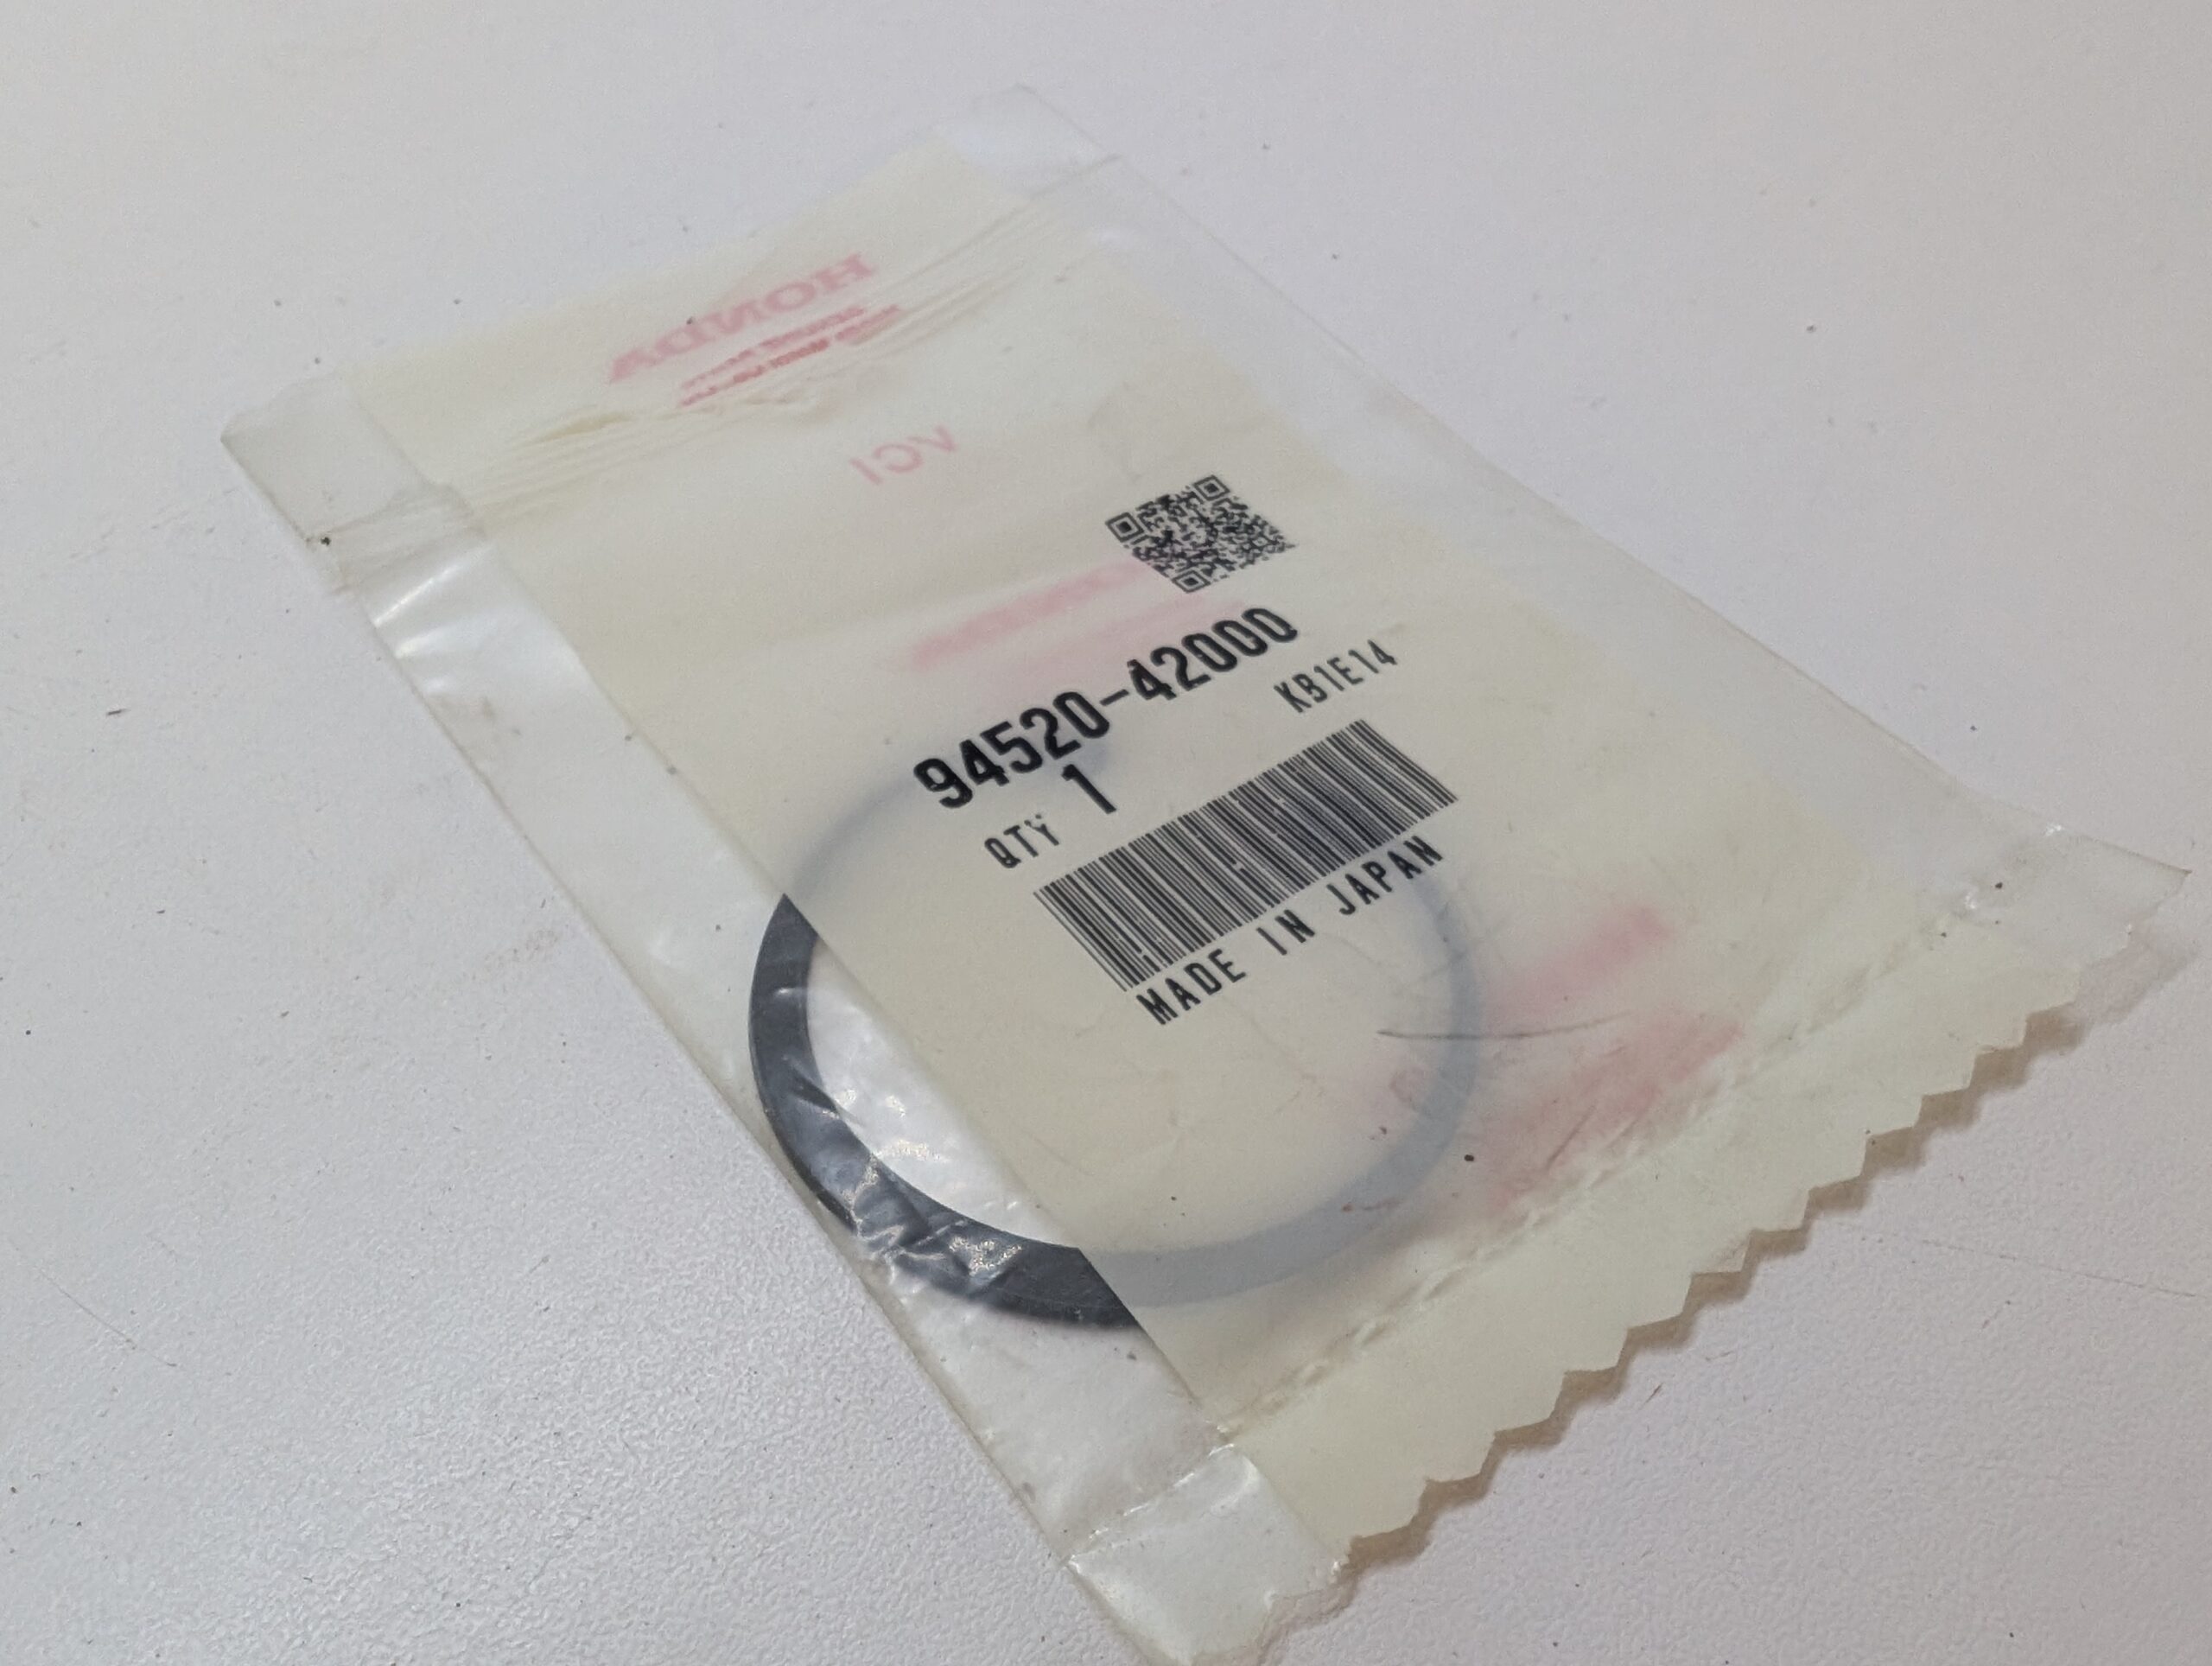 HONDA
VCI
94520-42000
KB1E14
QTY 1
MADE IN JAPAN